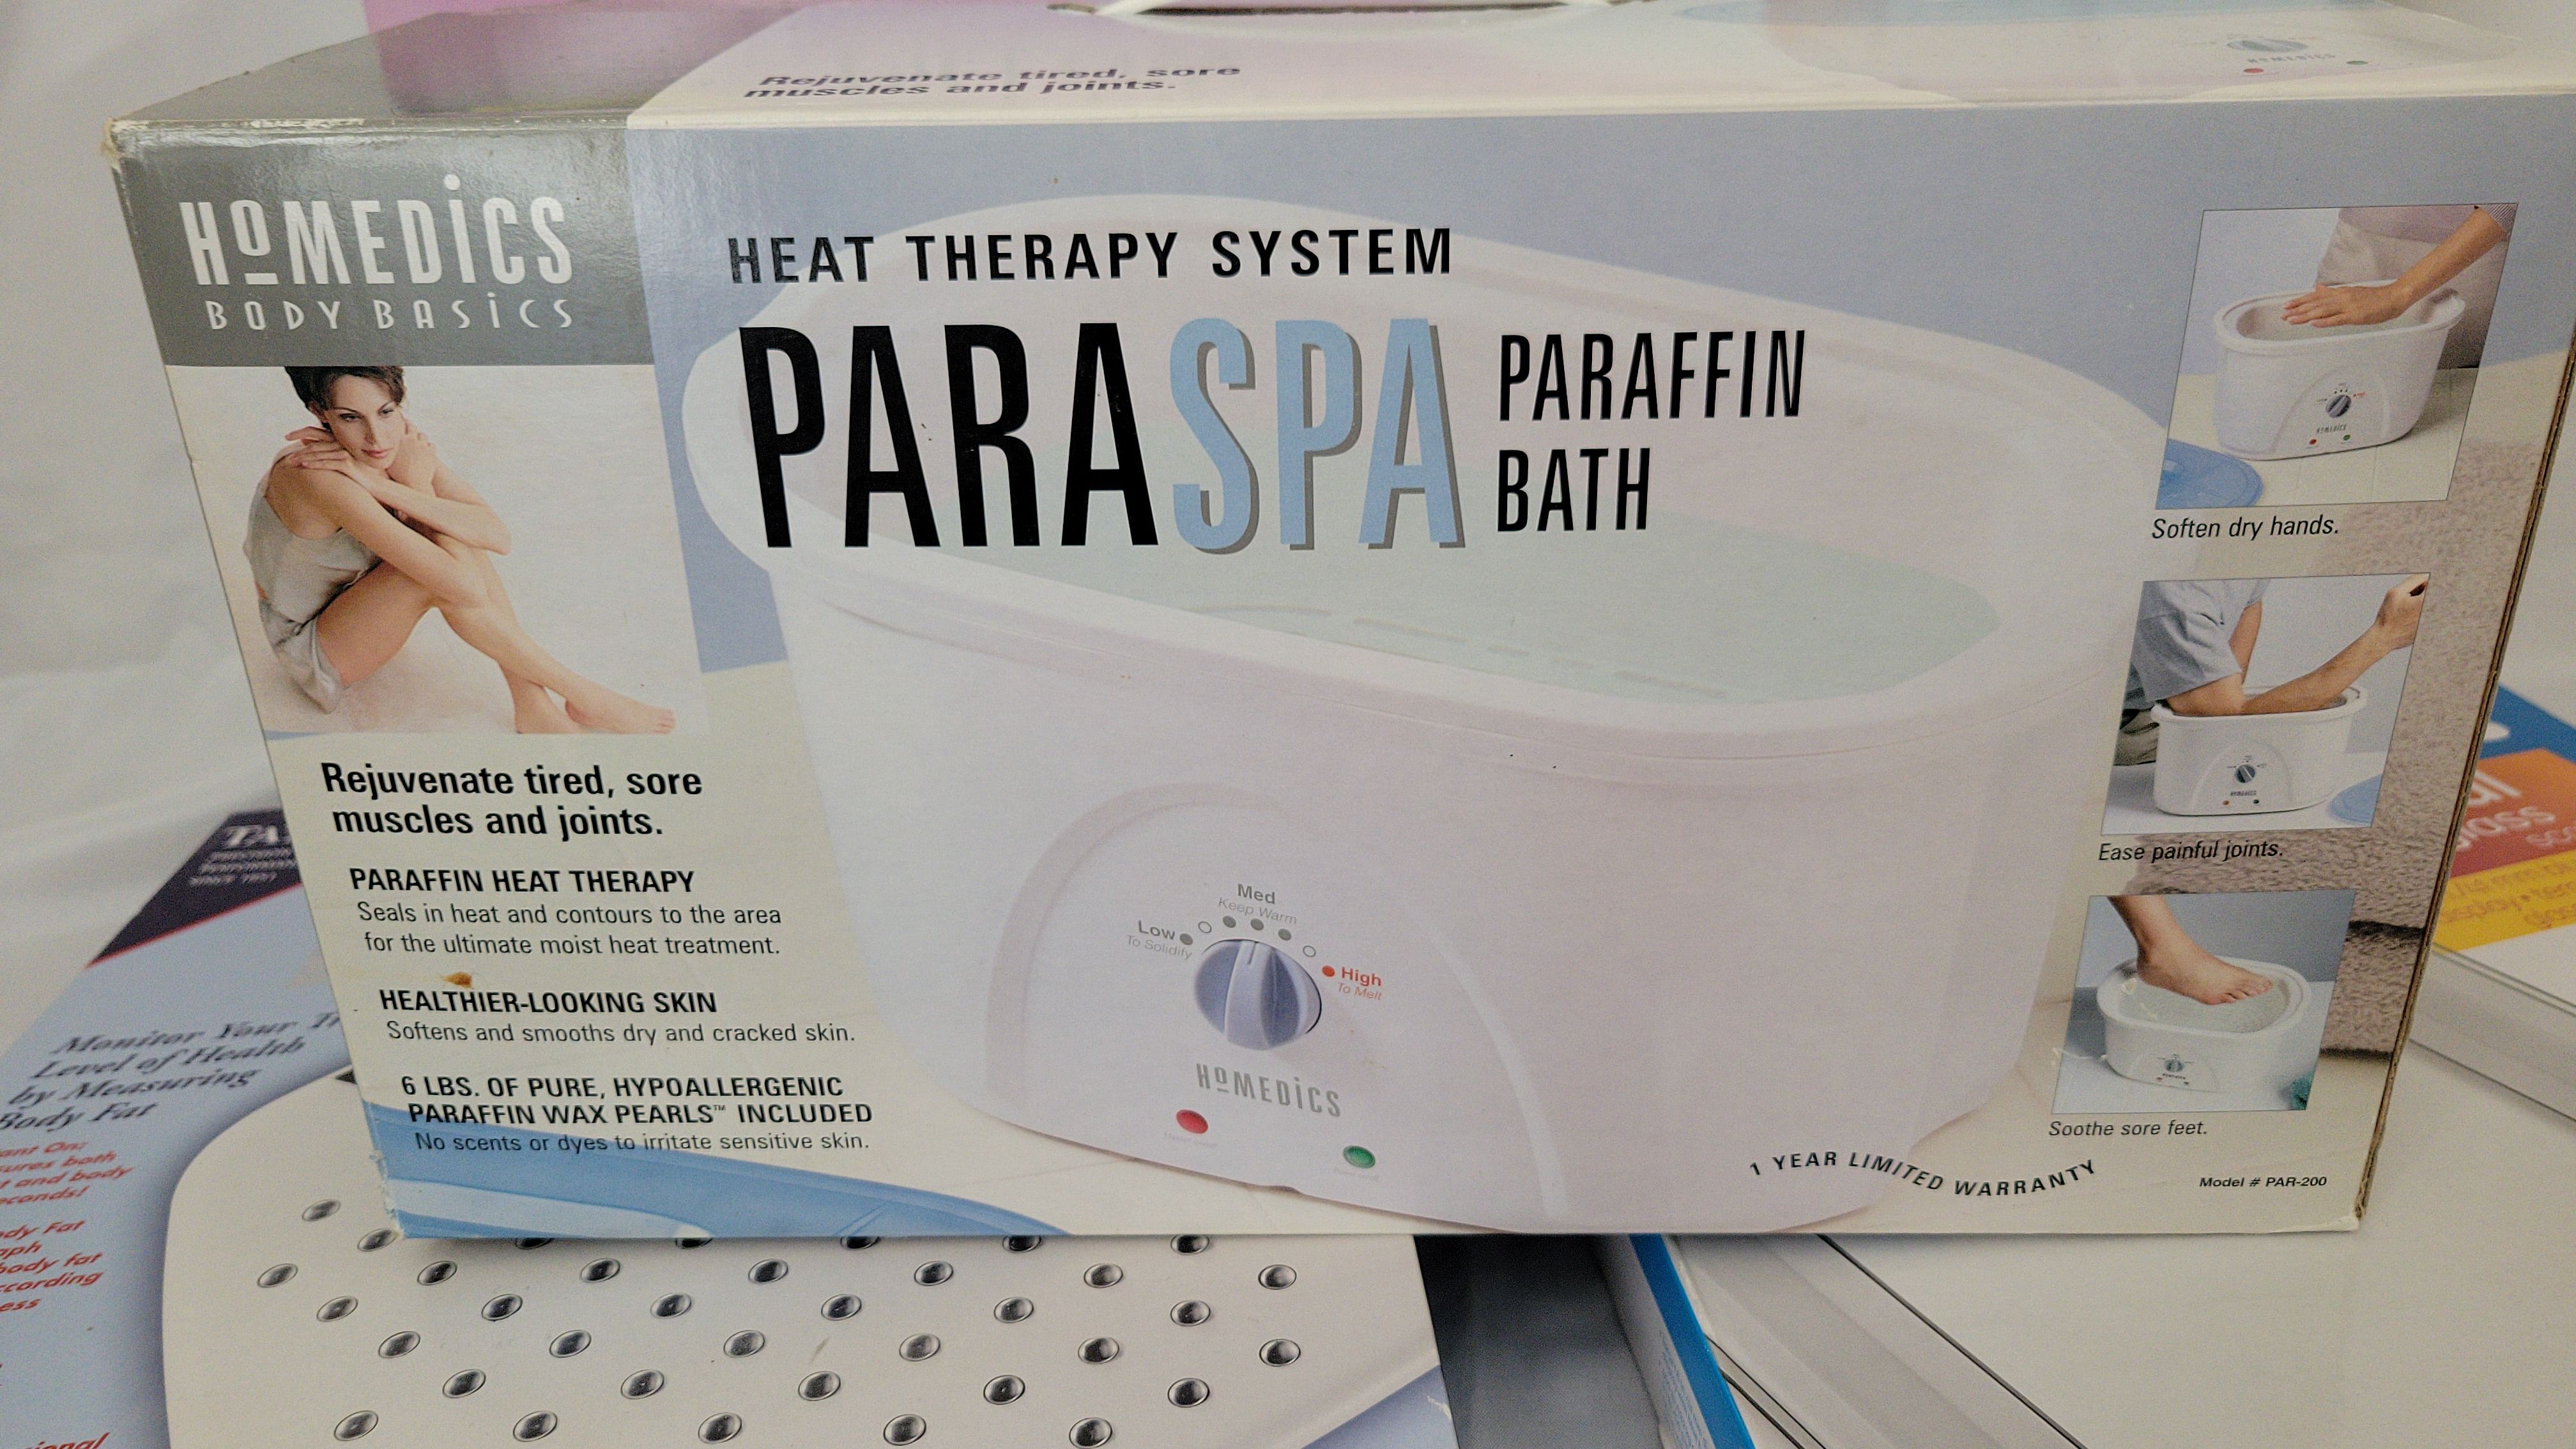 Rejuvenate tired, sore
muscles and joints.
HOMEDICS
HOMEDICS
BODY BASICS
HEAT THERAPY SYSTEM
PARASPA
PARAFFIN
BATH
Rejuvenate tired, sore
muscles and joints.
PARAFFIN HEAT THERAPY
Seals in heat and contours to the area
for the ultimate moist heat treatment.
HEALTHIER-LOOKING SKIN
Softens and smooths dry and cracked skin.
6 LBS. OF PURE, HYPOALLERGENIC
PARAFFIN WAX PEARLS™ INCLUDED
No scents or dyes to irritate sensitive skin.
Med
Keep Warm
Low
To Solidify
High
To Melt
HOMEDICS
HOMEDICS
Soften dry hands.
HOMEDICS
Ease painful joints.
Soothe sore feet.
1 YEAR LIMITED WARRANTY
Model # PAR-200
Monitor Your
Level of Health
by Measuring
Body Fat